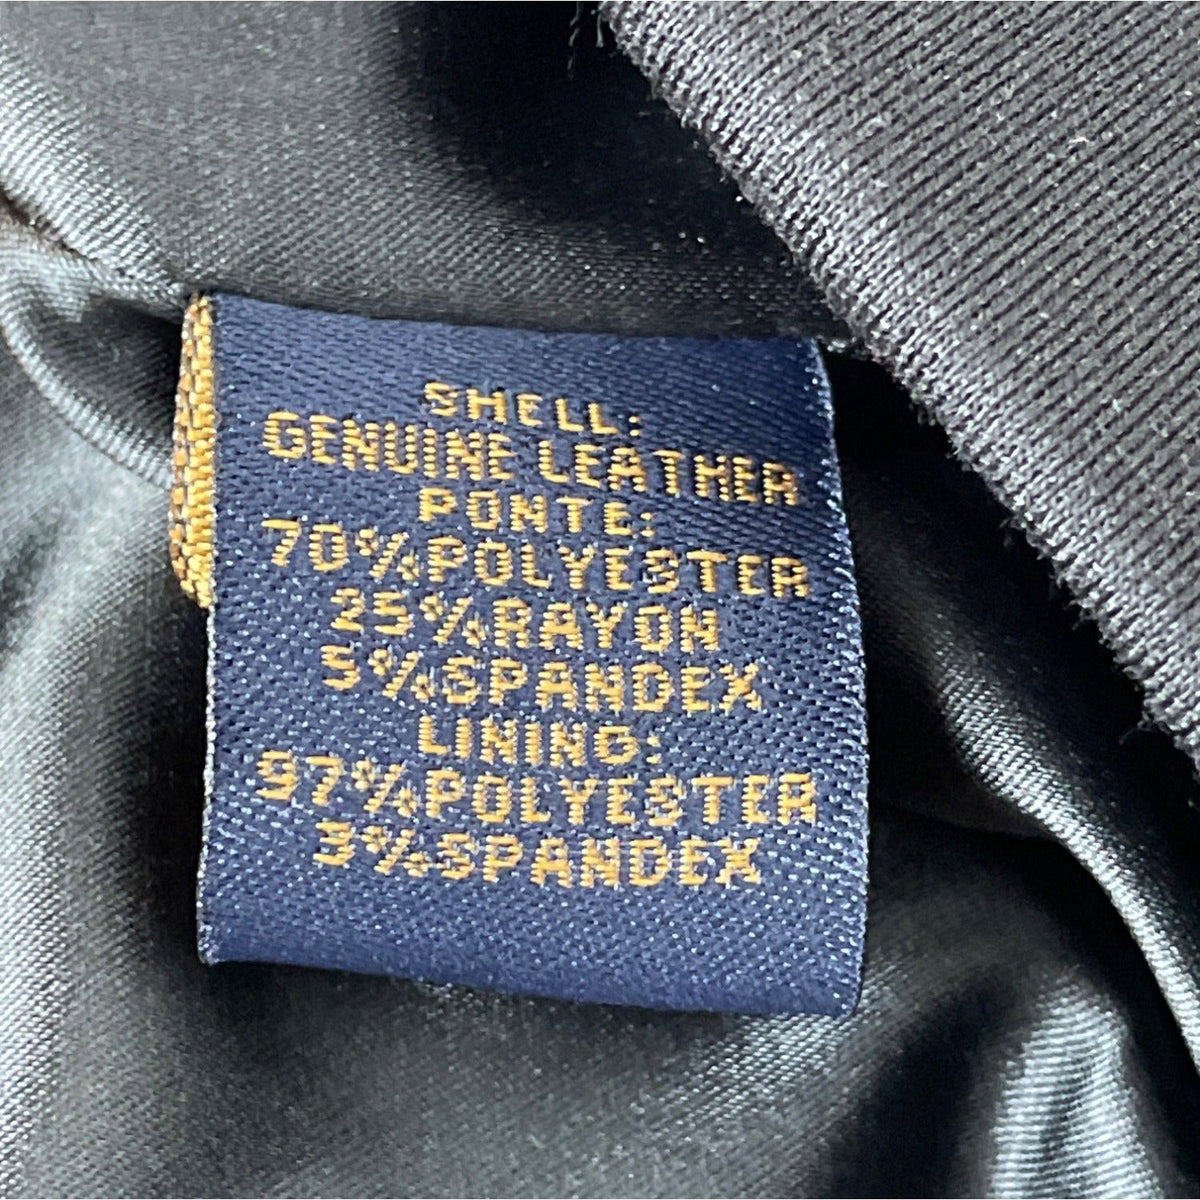 SHELL:
GENUINE LEATHER
PONTE:
70%POLYESTER
25%RAYON
5%SPANDEX
LINING:
97%POLYESTER
3%SPANDEX